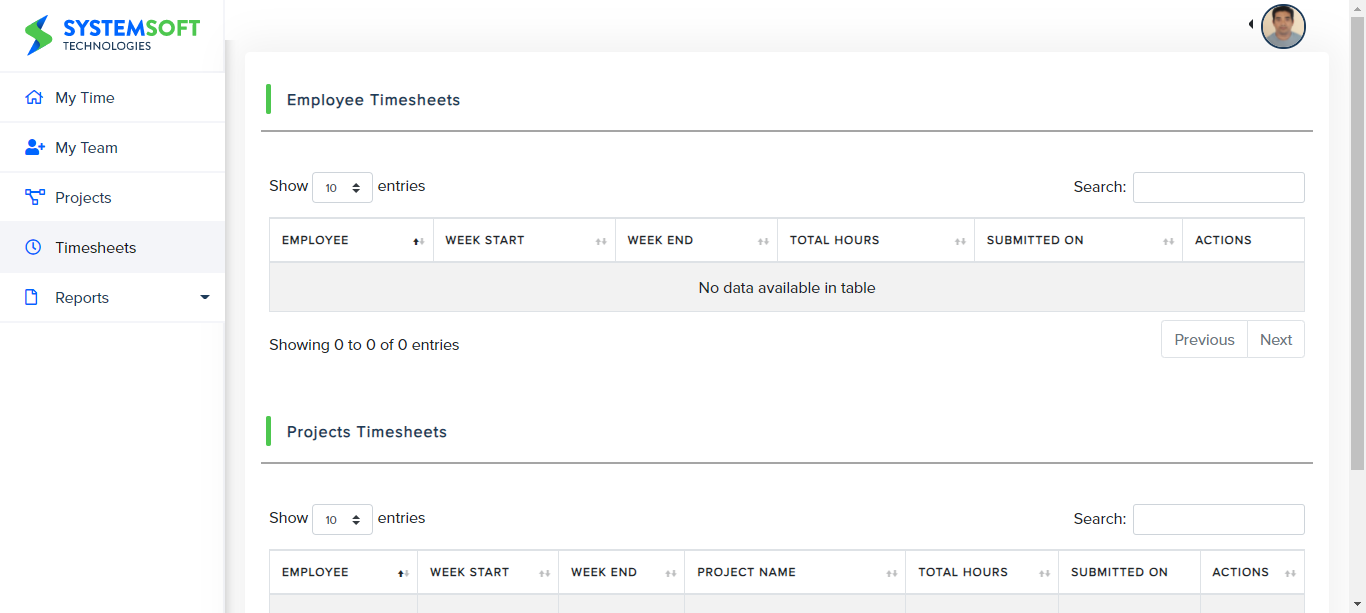 SYSTEMSOFT
TECHNOLOGIES
My Time
My Team
Projects
Timesheets
Reports
Employee Timesheets
Show 10 entries
Search:
EMPLOYEE WEEK START WEEK END TOTAL HOURS SUBMITTED ON ACTIONS
No data available in table
Showing 0 to 0 of 0 entries
Previous Next
Projects Timesheets
Show 10 entries
Search:
EMPLOYEE WEEK START WEEK END PROJECT NAME TOTAL HOURS SUBMITTED ON ACTIONS